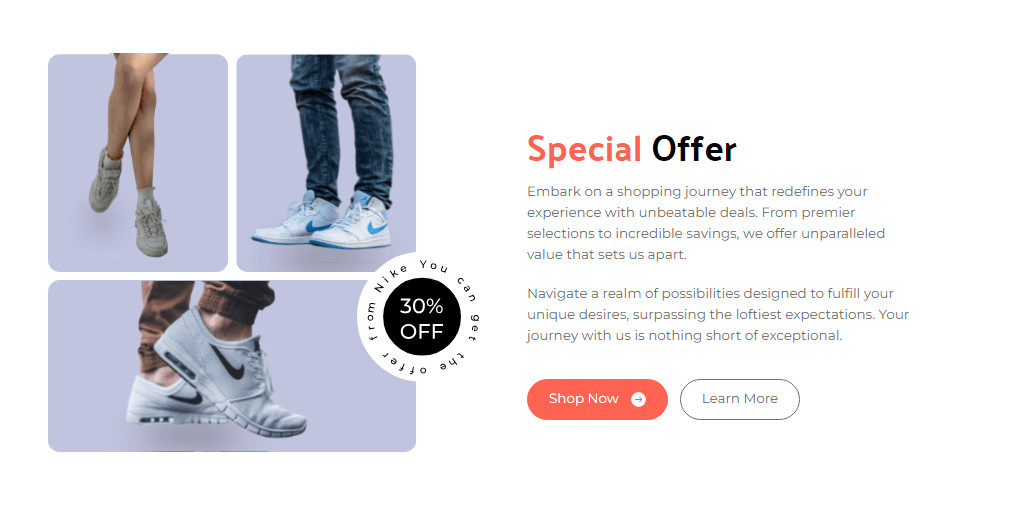 Special Offer
Embark on a shopping journey that redefines your
experience with unbeatable deals. From premier
selections to incredible savings, we offer unparalleled
value that sets us apart.
Navigate a realm of possibilities designed to fulfill your
unique desires, surpassing the loftiest expectations. Your
journey with us is nothing short of exceptional.
You can get the offer from Nike
30%
OFF
Shop Now
Learn More